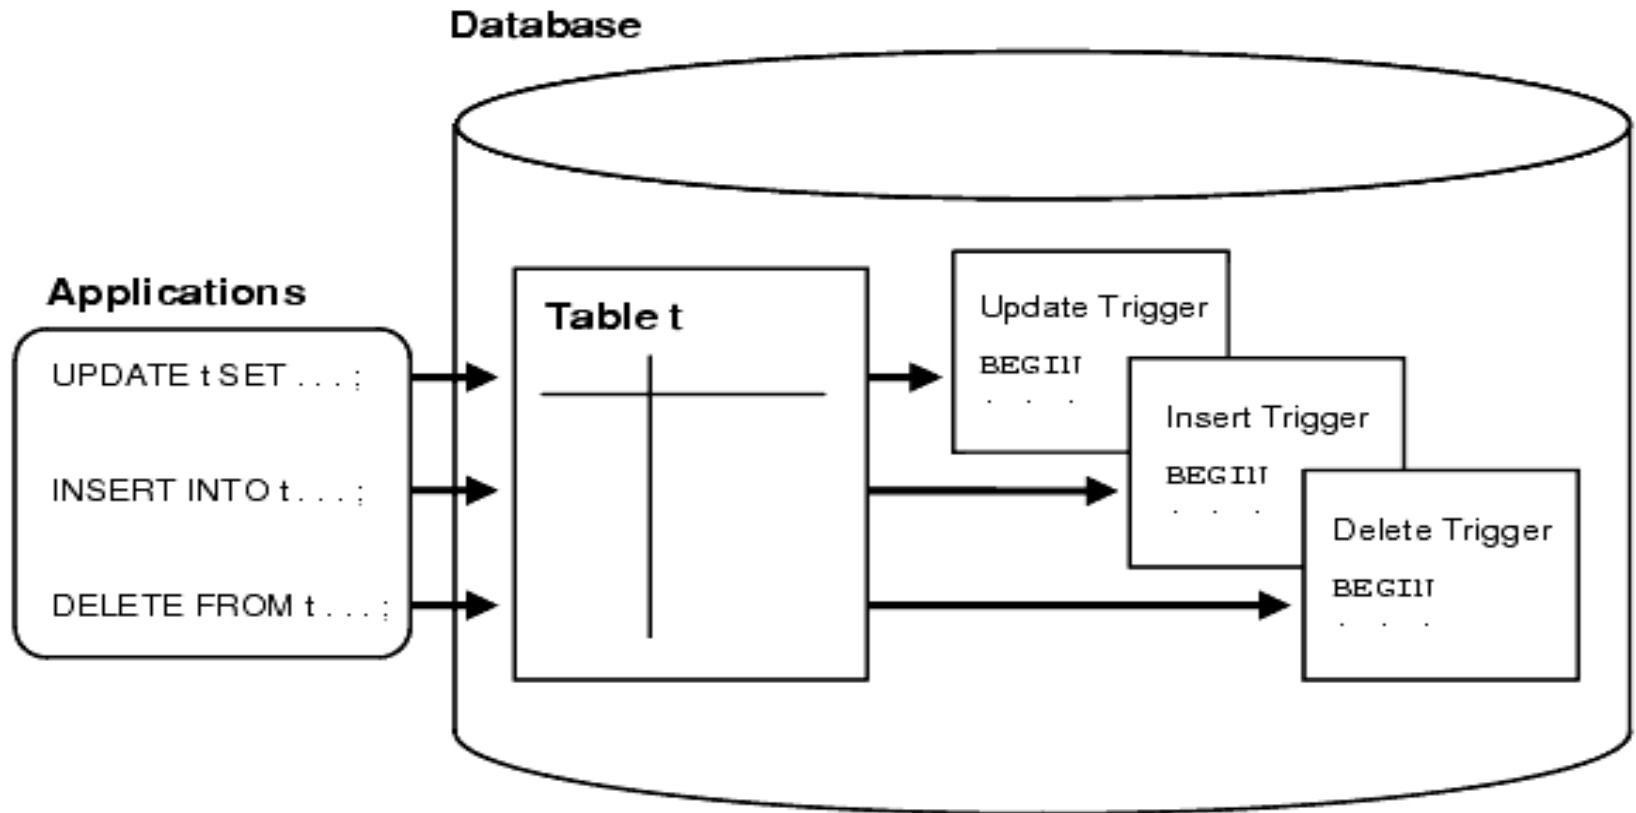 Database
Applications
UPDATE t SET . . . ;
INSERT INTO t . . . ;
DELETE FROM t . . . ;
Table t
Update Trigger
BEGIN
. . .
Insert Trigger
BEGIN
. . .
Delete Trigger
BEGIN
. . .